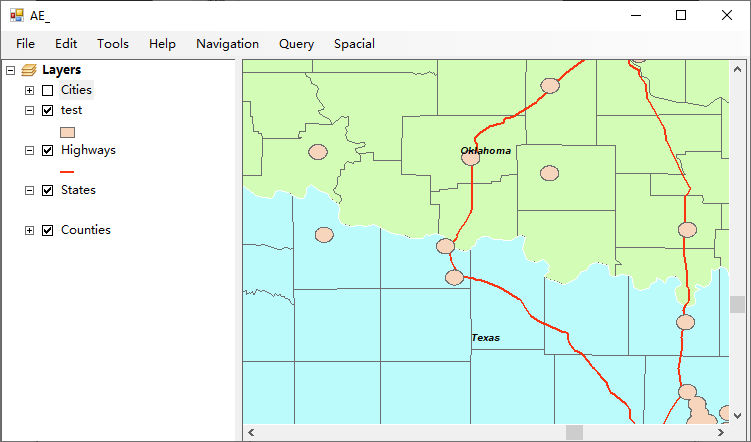 AE_
File Edit Tools Help Navigation Query Spacial
Layers
Cities
test
Highways
States
Counties
Oklahoma
Texas